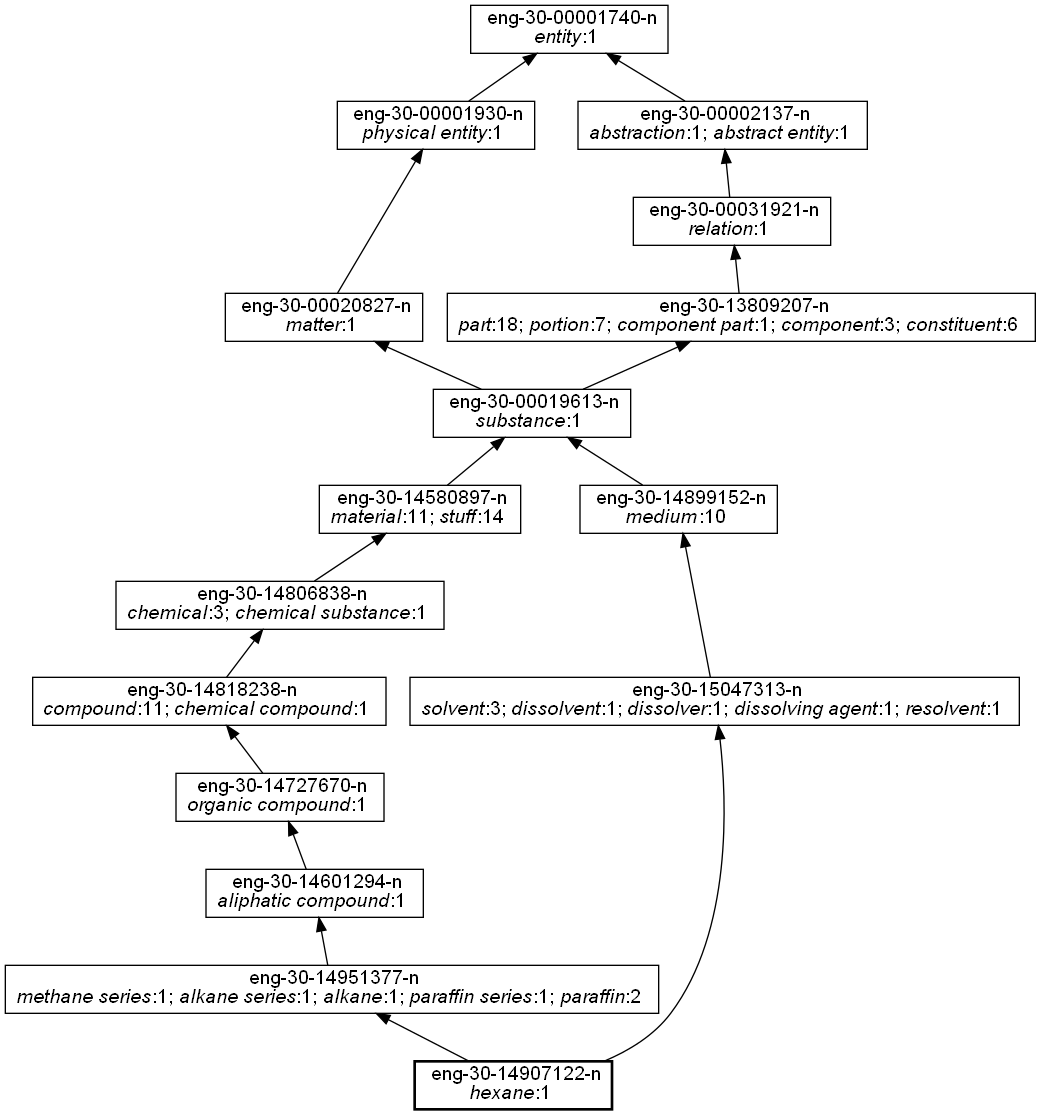 eng-30-00001740-n
entity:1
eng-30-00001930-n
physical entity:1
eng-30-00002137-n
abstraction:1; abstract entity:1
eng-30-00031921-n
relation:1
eng-30-00020827-n
matter:1
eng-30-13809207-n
part:18; portion:7; component part:1; component:3; constituent:6
eng-30-00019613-n
substance:1
eng-30-14580897-n
material:11; stuff:14
eng-30-14899152-n
medium:10
eng-30-14806838-n
chemical:3; chemical substance:1
eng-30-14818238-n
compound:11; chemical compound:1
eng-30-15047313-n
solvent:3; dissolvent:1; dissolver:1; dissolving agent:1; resolvent:1
eng-30-14727670-n
organic compound:1
eng-30-14601294-n
aliphatic compound:1
eng-30-14951377-n
methane series:1; alkane series:1; alkane:1; paraffin series:1; paraffin:2
eng-30-14907122-n
hexane:1